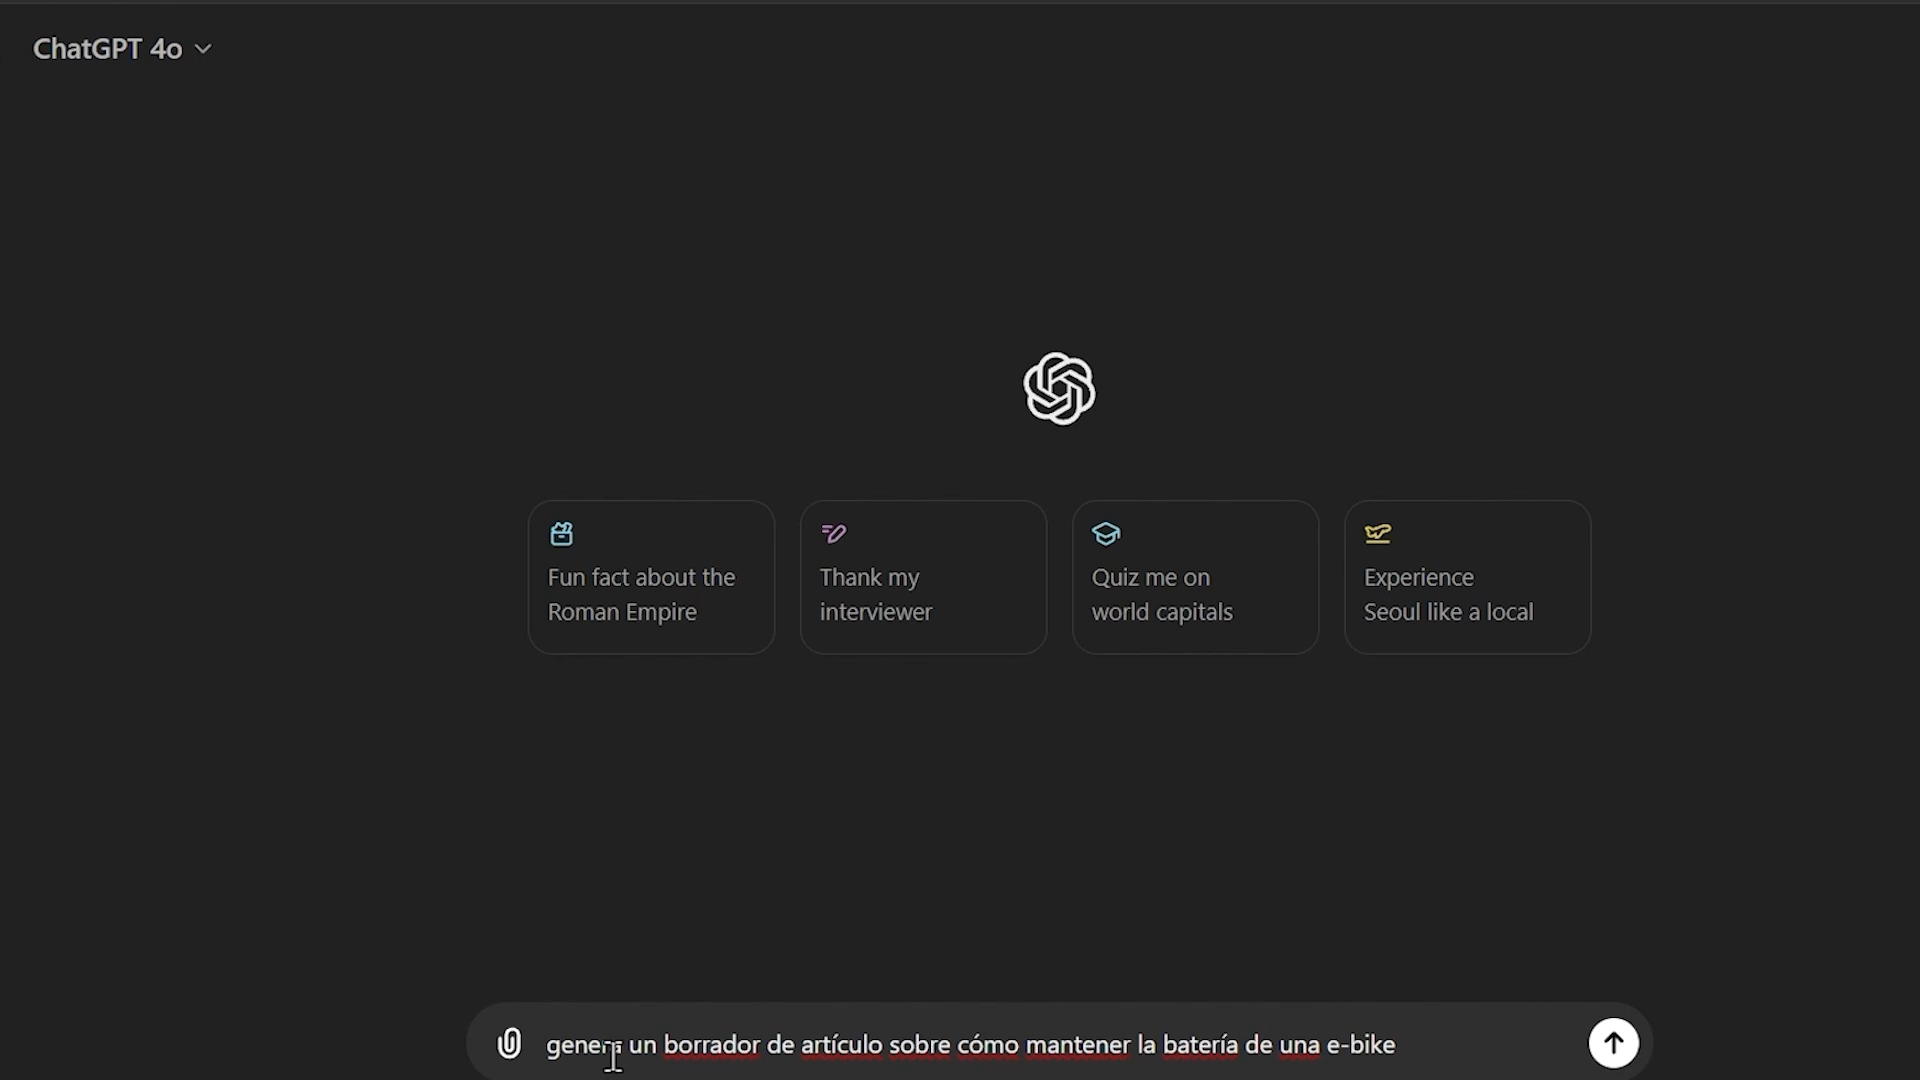 ChatGPT 4o
Fun fact about the
Roman Empire
Thank my
interviewer
Quiz me on
world capitals
Experience
Seoul like a local
genera un borrador de artículo sobre cómo mantener la batería de una e-bike